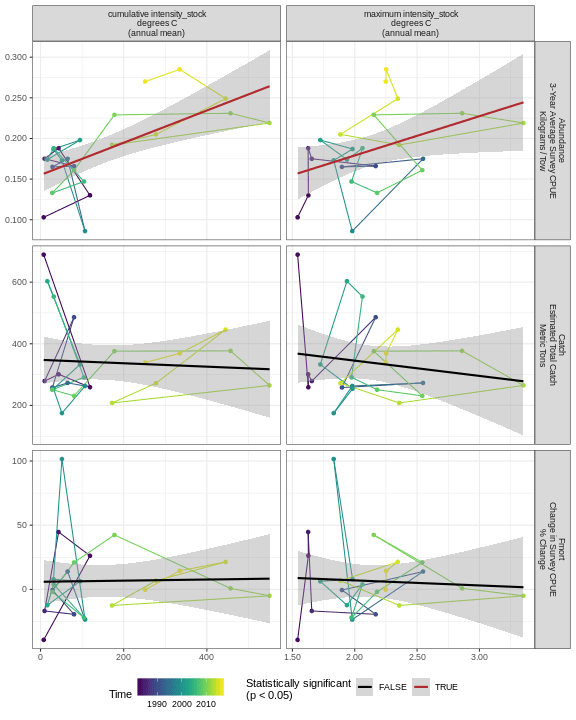 cumulative intensity_stock
degrees C
(annual mean)
maximum intensity_stock
degrees C
(annual mean)
0.300
0.250
0.200
0.150
0.100
Abundance
3-Year Average Survey CPUE
Kilograms / Tow
600
400
200
Catch
Estimated Total Catch
Metric Tons
100
50
0
Fmort
Change in Survey CPUE
% Change
0 200 400
1.50 2.00 2.50 3.00
Time
1990 2000 2010
Statistically significant
(p < 0.05)
FALSE
TRUE